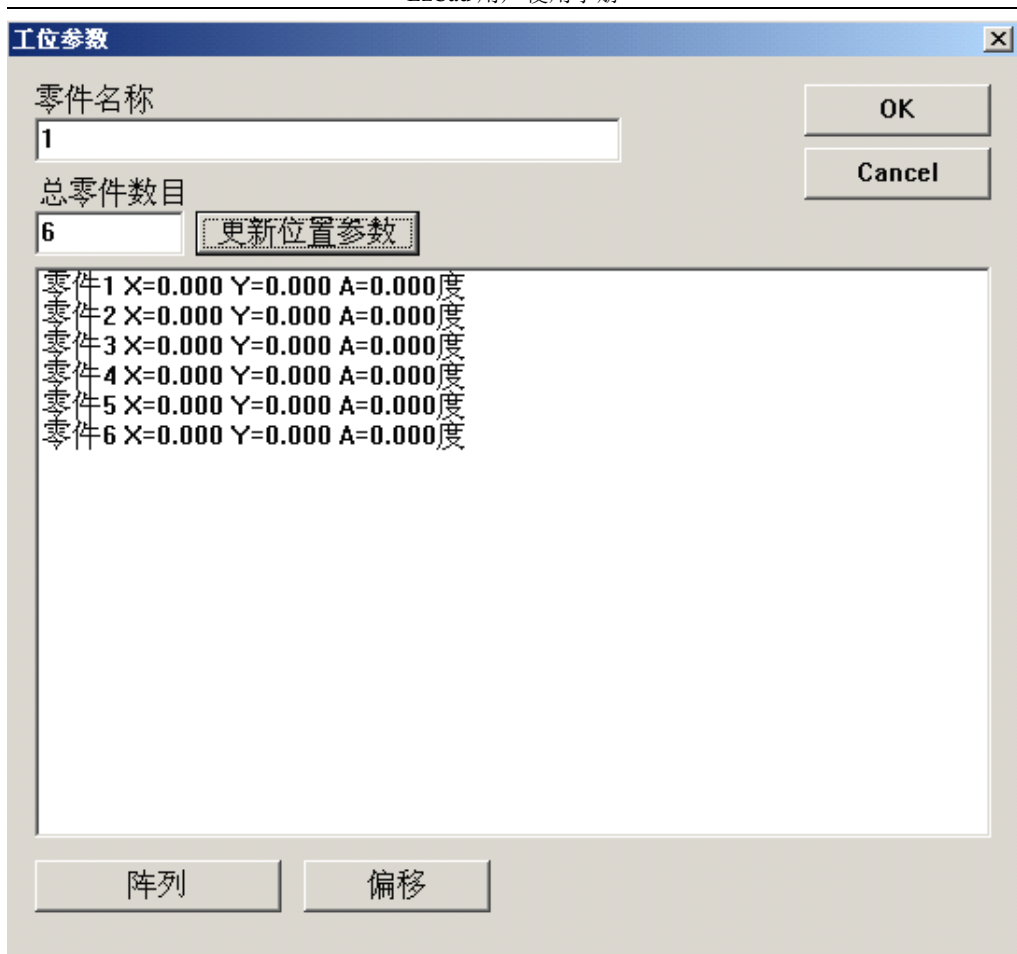 工位参数
零件名称
OK
1
Cancel
总零件数目
6 更新位置参数
零件1 X=0.000 Y=0.000 A=0.000度
零件2 X=0.000 Y=0.000 A=0.000度
零件3 X=0.000 Y=0.000 A=0.000度
零件4 X=0.000 Y=0.000 A=0.000度
零件5 X=0.000 Y=0.000 A=0.000度
零件6 X=0.000 Y=0.000 A=0.000度
阵列 偏移